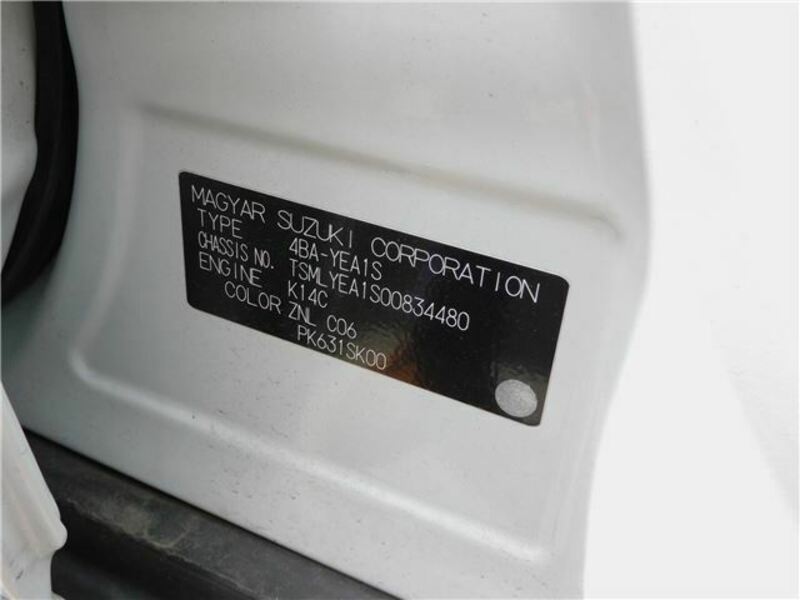 MAGYAR SUZUKI CORPORATION
TYPE 4BA-YEA1S
CHASSIS NO. TSMLYEA1S00834480
ENGINE K14C
COLOR ZNL C06
PK631SK00